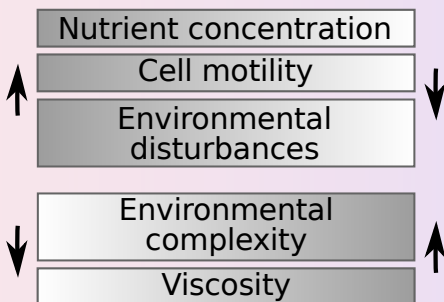 Nutrient concentration
Cell motility
Environmental
disturbances
Environmental
complexity
Viscosity